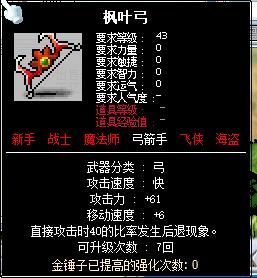 枫叶弓
要求等级： 43
要求力量： 0
要求敏捷： 0
要求智力： 0
要求运气： 0
要求人气度：-
道具等级： -
道具经验值：-
新手 战士 魔法师 弓箭手 飞侠 海盗
武器分类 : 弓
攻击速度 : 快
攻击力 : +61
移动速度 : +6
直接攻击时40的比率发生后退现象。
可升级次数 : 7回
金锤子已提高的强化次数: 0